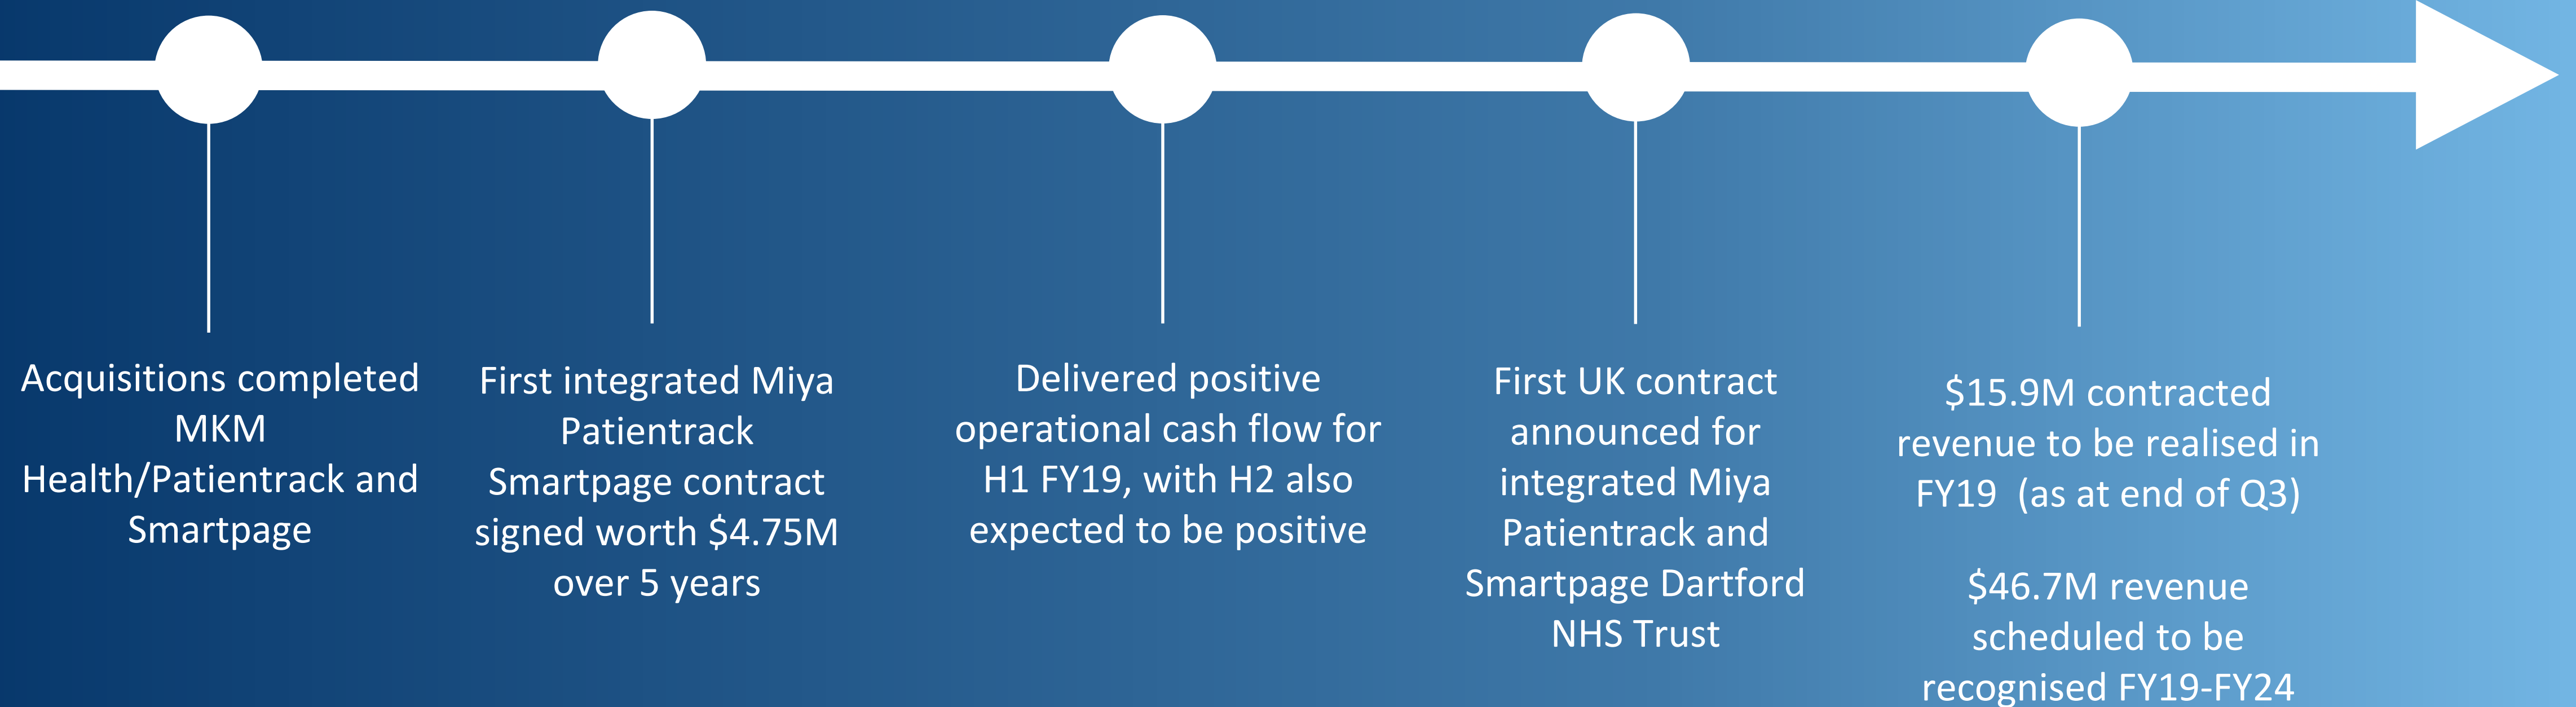 Acquisitions completed
MKM
Health/Patientrack and
Smartpage
First integrated Miya
Patientrack
Smartpage contract
signed worth $4.75M
over 5 years
Delivered positive
operational cash flow for
H1 FY19, with H2 also
expected to be positive
First UK contract
announced for
integrated Miya
Patientrack and
Smartpage Dartford
NHS Trust
$15.9M contracted
revenue to be realised in
FY19  (as at end of Q3)
$46.7M revenue
scheduled to be
recognised FY19-FY24